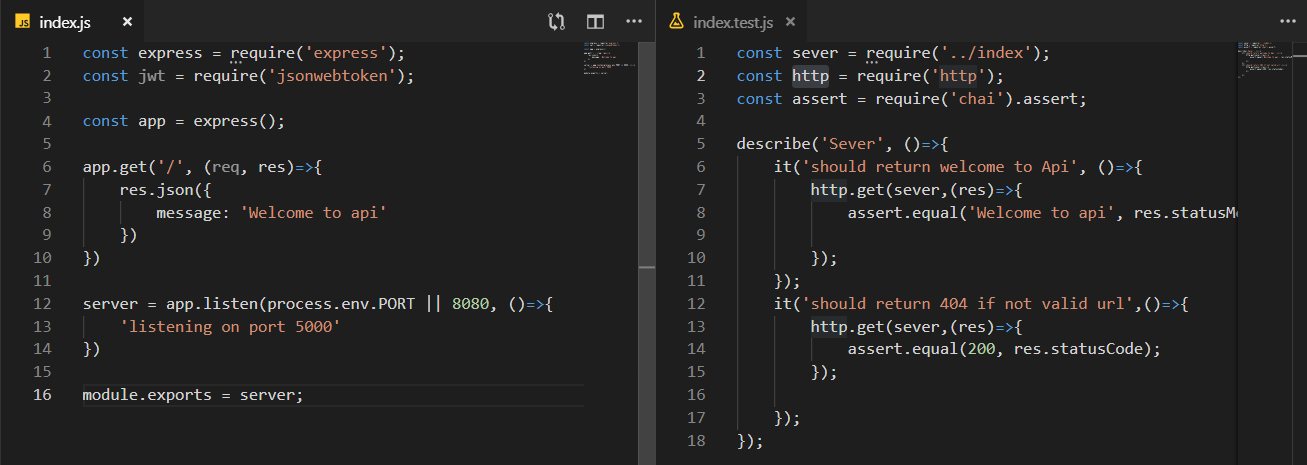 JS index.js ×
1 const express = require('express');
2 const jwt = require('jsonwebtoken');
3
4 const app = express();
5
6 app.get('/', (req, res)=>{
7 res.json({
8 message: 'Welcome to api'
9 })
10 })
11
12 server = app.listen(process.env.PORT || 8080, ()=>{
13 'listening on port 5000'
14 })
15
16 module.exports = server;
index.test.js ×
1 const sever = require('../index');
2 const http = require('http');
3 const assert = require('chai').assert;
4
5 describe('Sever', ()=>{
6 it('should return welcome to Api', ()=>{
7 http.get(sever,(res)=>{
8 assert.equal('Welcome to api', res.statusM
9
10 });
11 });
12 it('should return 404 if not valid url',()=>{
13 http.get(sever,(res)=>{
14 assert.equal(200, res.statusCode);
15 });
16
17 });
18 });